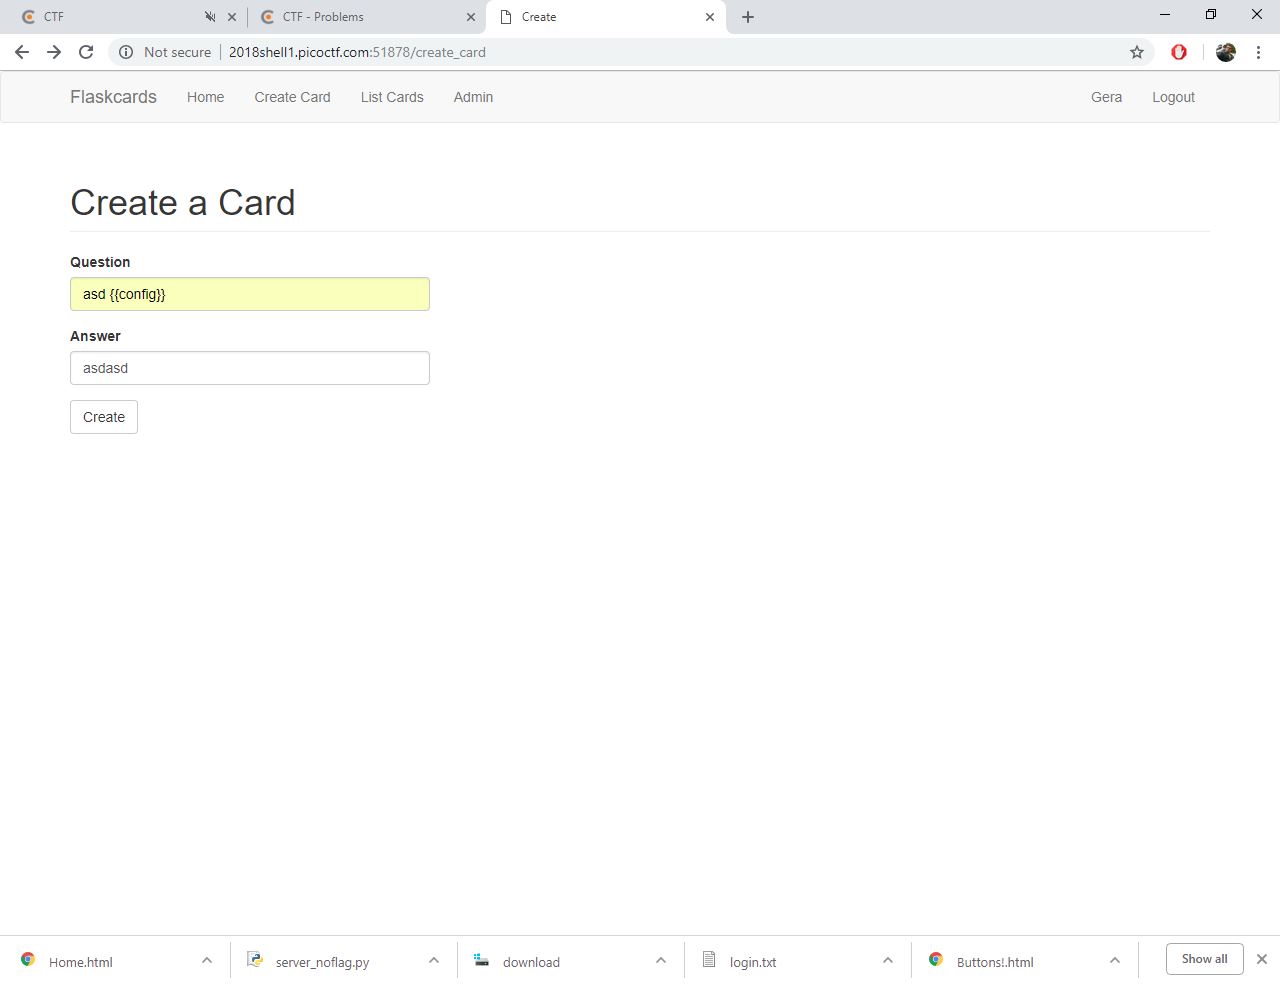 CTF
CTF - Problems
Create
Not secure
2018shell1.picoctf.com:51878/create_card
Flaskcards Home Create Card List Cards Admin Gera Logout
Create a Card
Question
asd {{config}}
Answer
asdasd
Create
Home.html server_noflag.py download login.txt Buttons!.html Show all